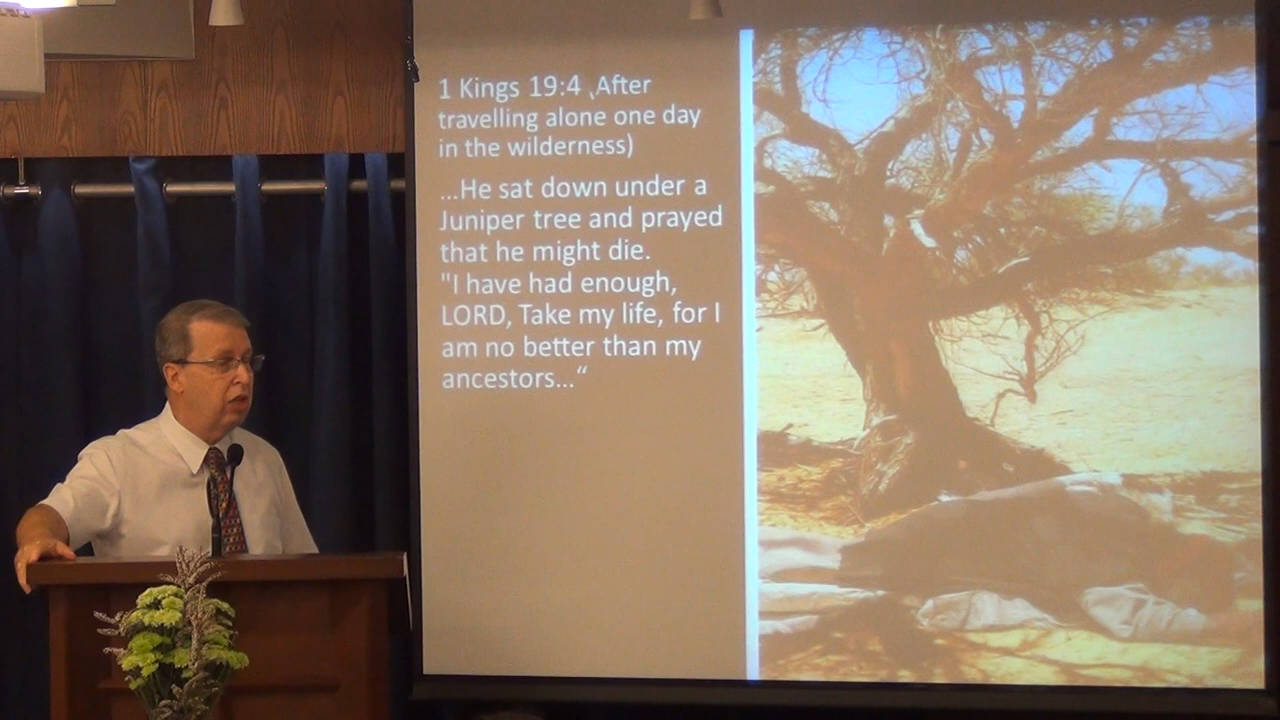 1 Kings 19:4 (After
travelling alone one day
in the wilderness)
...He sat down under a
Juniper tree and prayed
that he might die.
"I have had enough,
LORD, Take my life, for I
am no better than my
ancestors...“